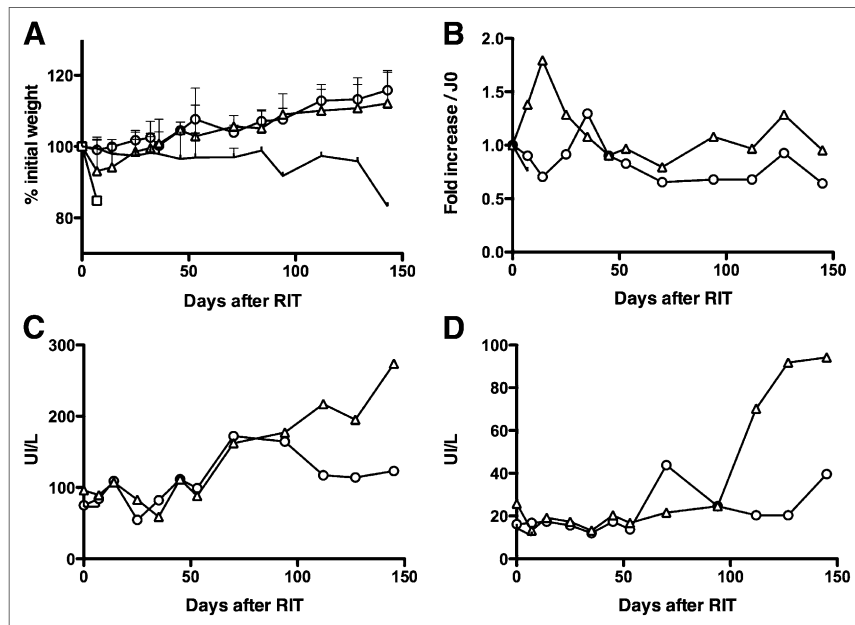 A
% initial weight
120
100
80
0
50
100
150
Days after RIT
B
Fold increase / J0
2.0
1.5
1.0
0.5
0.0
0
50
100
150
Days after RIT
C
UI/L
300
200
100
0
0
50
100
150
Days after RIT
D
UI/L
100
80
60
40
20
0
0
50
100
150
Days after RIT